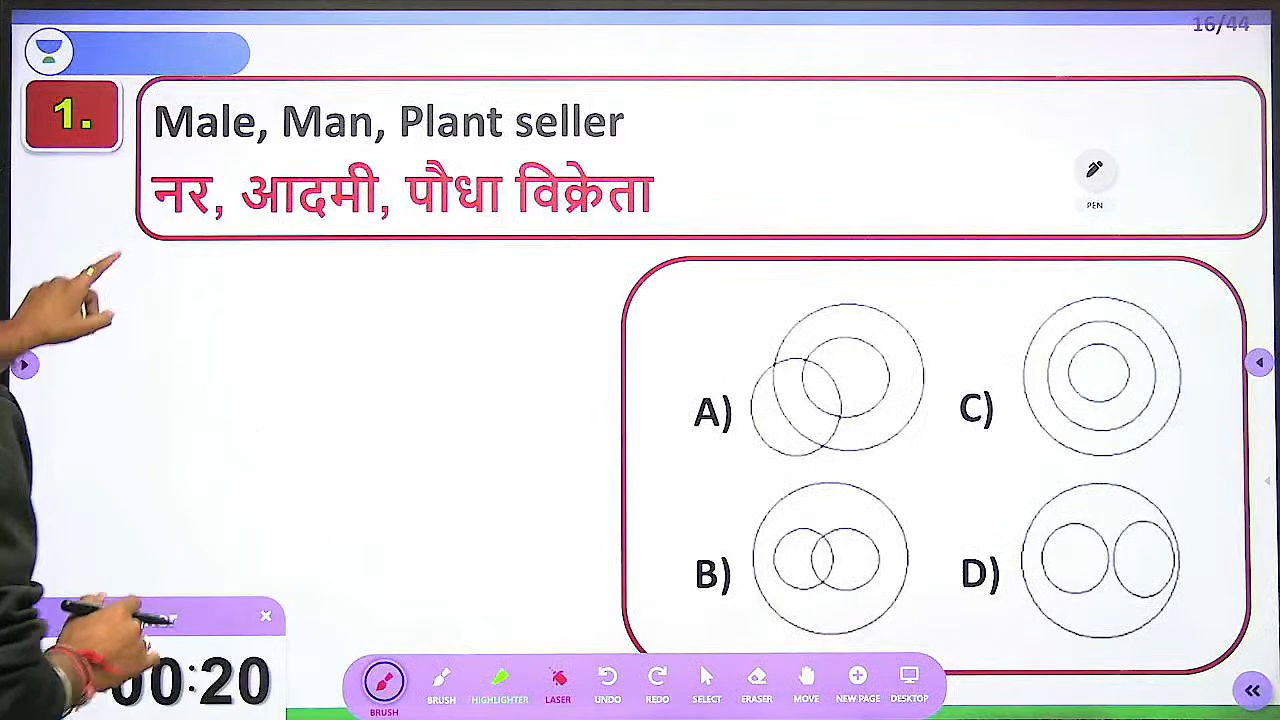 16/44
1.
Male, Man, Plant seller
नर, आदमी, पौधा विक्रेता
PEN
A)
C)
B)
D)
00:20
BRUSH
BRUSH
HIGHLIGHTER
LASER
UNDO
REDO
SELECT
ERASER
MOVE
NEW PAGE
DESKTOP